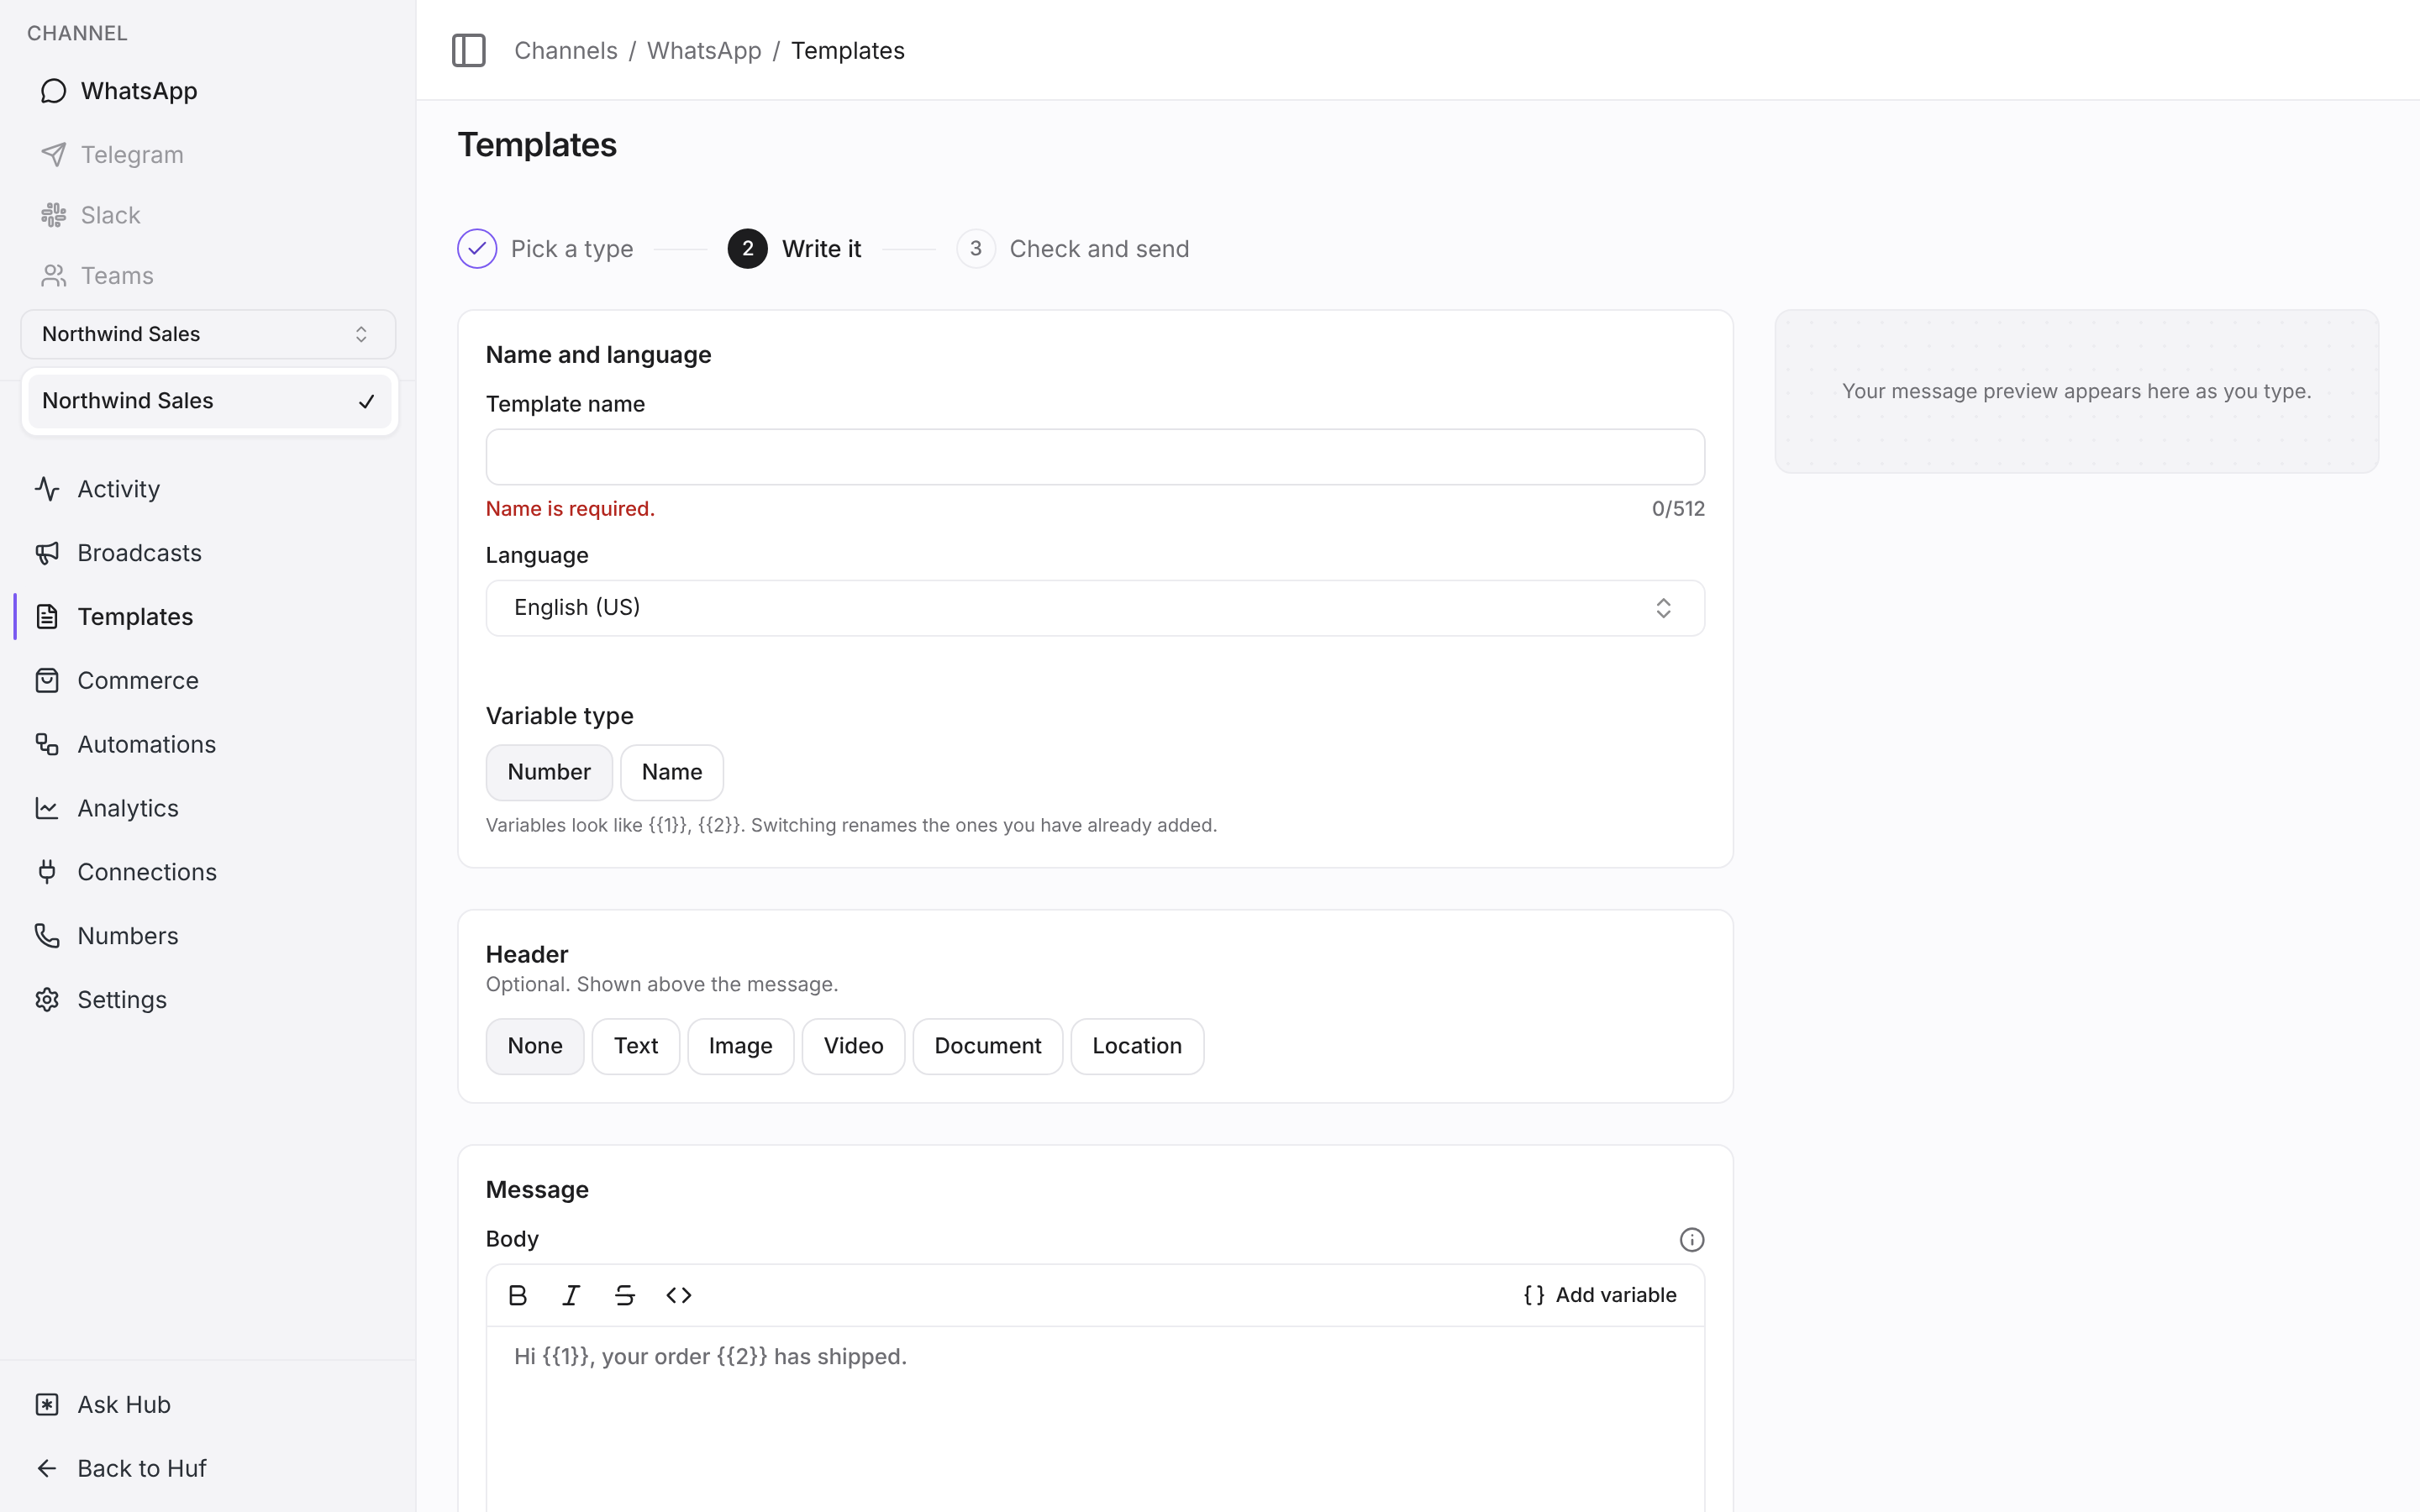 CHANNEL
WhatsApp
Telegram
Slack
Teams
Northwind Sales
Northwind Sales
Activity
Broadcasts
Templates
Commerce
Automations
Analytics
Connections
Numbers
Settings
Ask Hub
Back to Huf
Channels / WhatsApp / Templates
Templates
Pick a type
2 Write it
3 Check and send
Name and language
Template name
Name is required. 0/512
Language
English (US)
Variable type
Number Name
Variables look like {{1}}, {{2}}. Switching renames the ones you have already added.
Header
Optional. Shown above the message.
None Text Image Video Document Location
Message
Body
B I S <> {} Add variable
Hi {{1}}, your order {{2}} has shipped.
Your message preview appears here as you type.